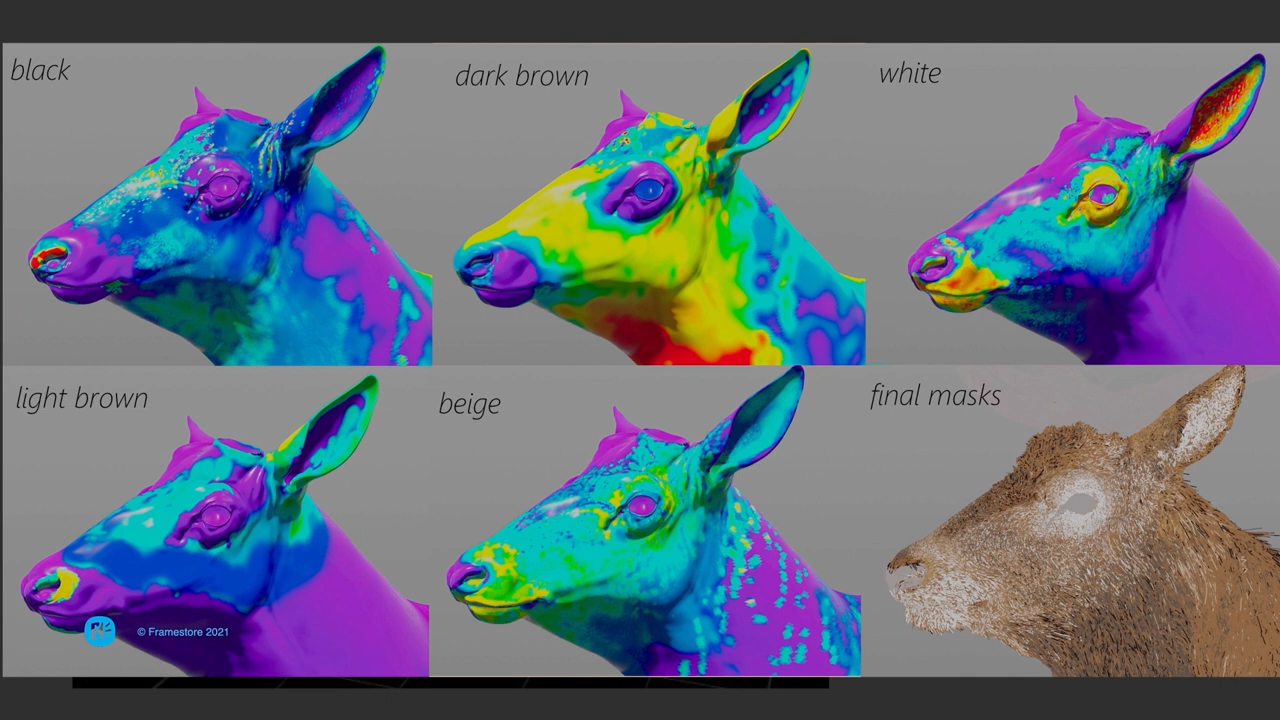 black
dark brown
white
light brown
beige
final masks
© Framestore 2021